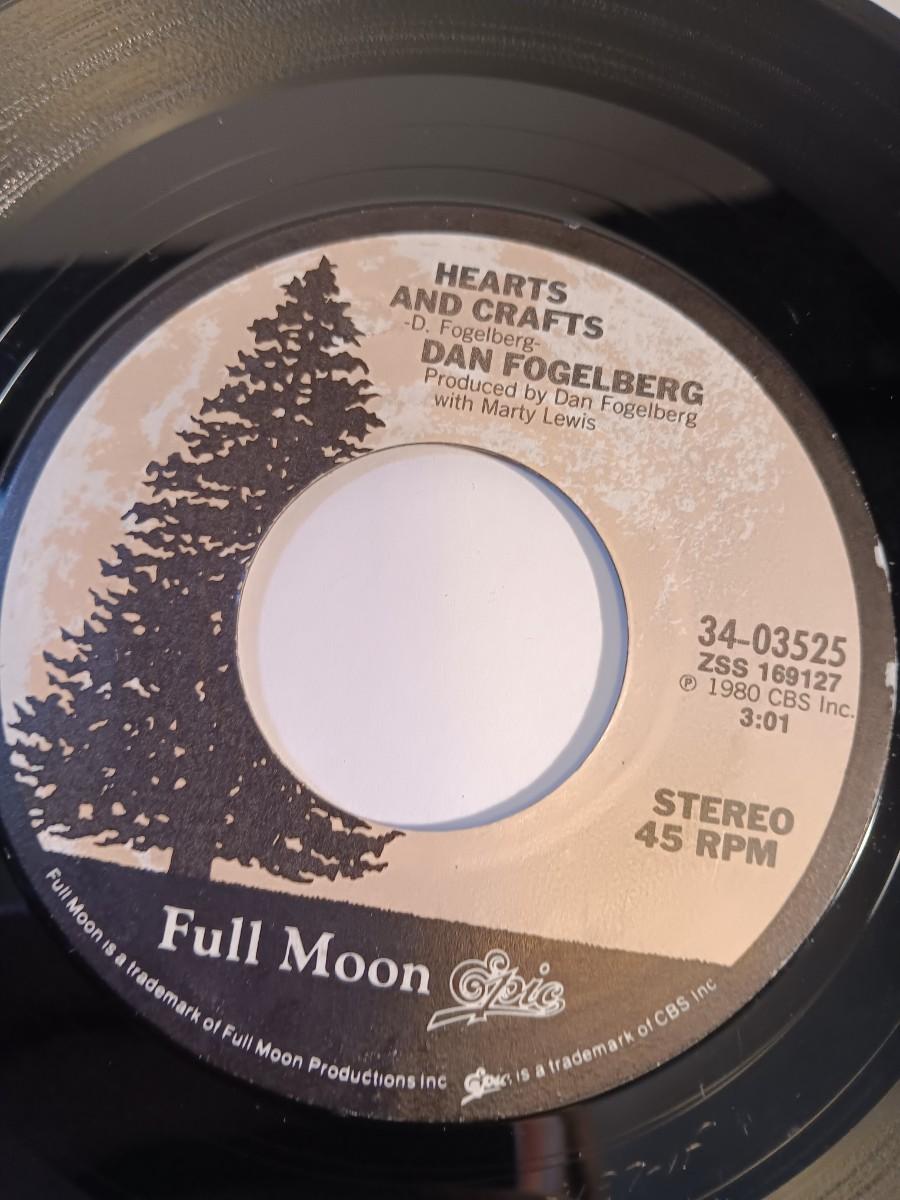 HEARTS
AND CRAFTS
-D. Fogelberg-
DAN FOGELBERG
Produced by Dan Fogelberg
with Marty Lewis
34-03525
ZSS 169127
℗ 1980 CBS Inc.
3:01
STEREO
45 RPM
Full Moon Epic
Full Moon is a trademark of Full Moon Productions Inc Epic is a trademark of CBS Inc